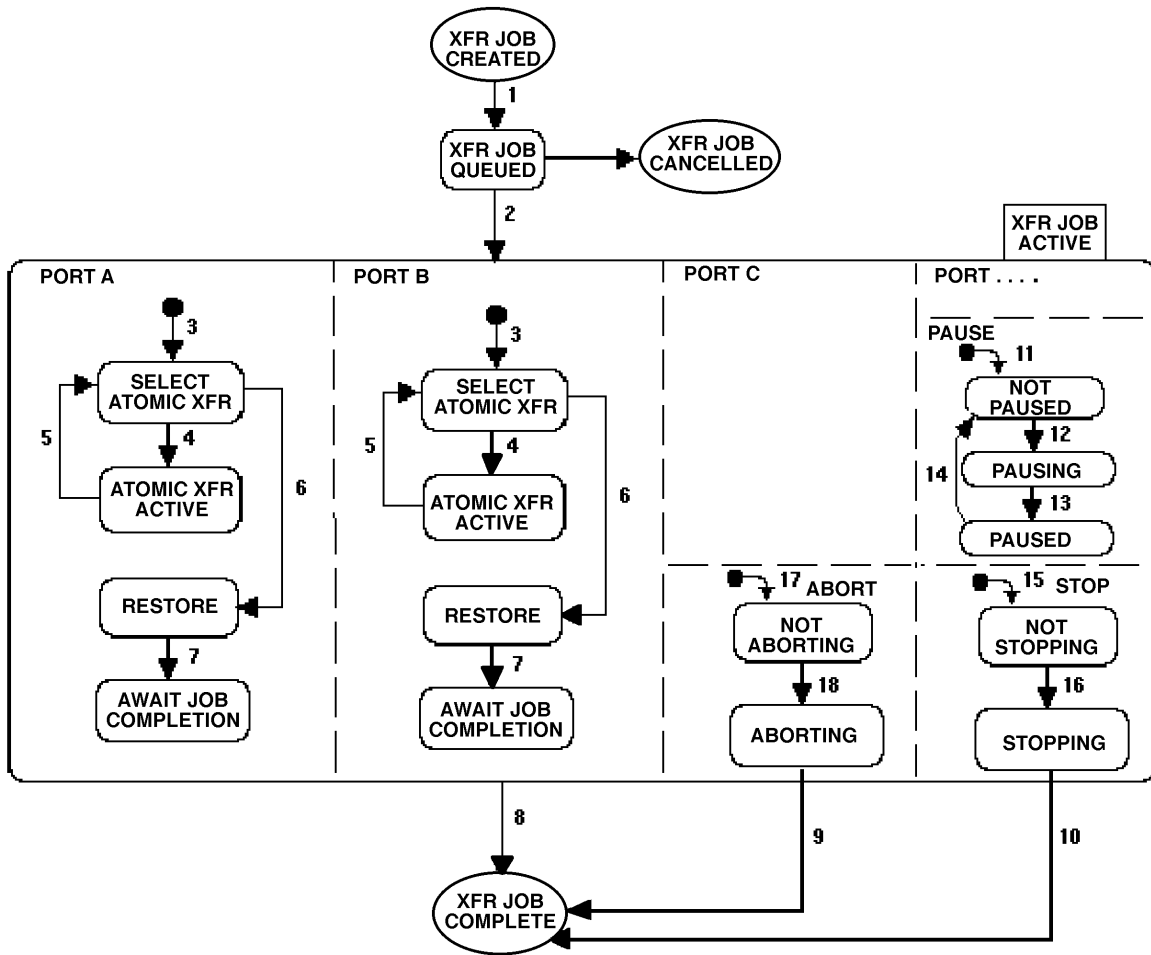 XFR JOB
CREATED
1
XFR JOB
QUEUED
XFR JOB
CANCELLED
2
XFR JOB
ACTIVE
PORT A
3
SELECT
ATOMIC XFR
5
4
6
ATOMIC XFR
ACTIVE
RESTORE
7
AWAIT JOB
COMPLETION
PORT B
3
SELECT
ATOMIC XFR
5
4
6
ATOMIC XFR
ACTIVE
RESTORE
7
AWAIT JOB
COMPLETION
PORT C
17
ABORT
NOT
ABORTING
18
ABORTING
PORT . . . .
PAUSE
11
NOT
PAUSED
12
14
PAUSING
13
PAUSED
15
STOP
NOT
STOPPING
16
STOPPING
8
9
10
XFR JOB
COMPLETE